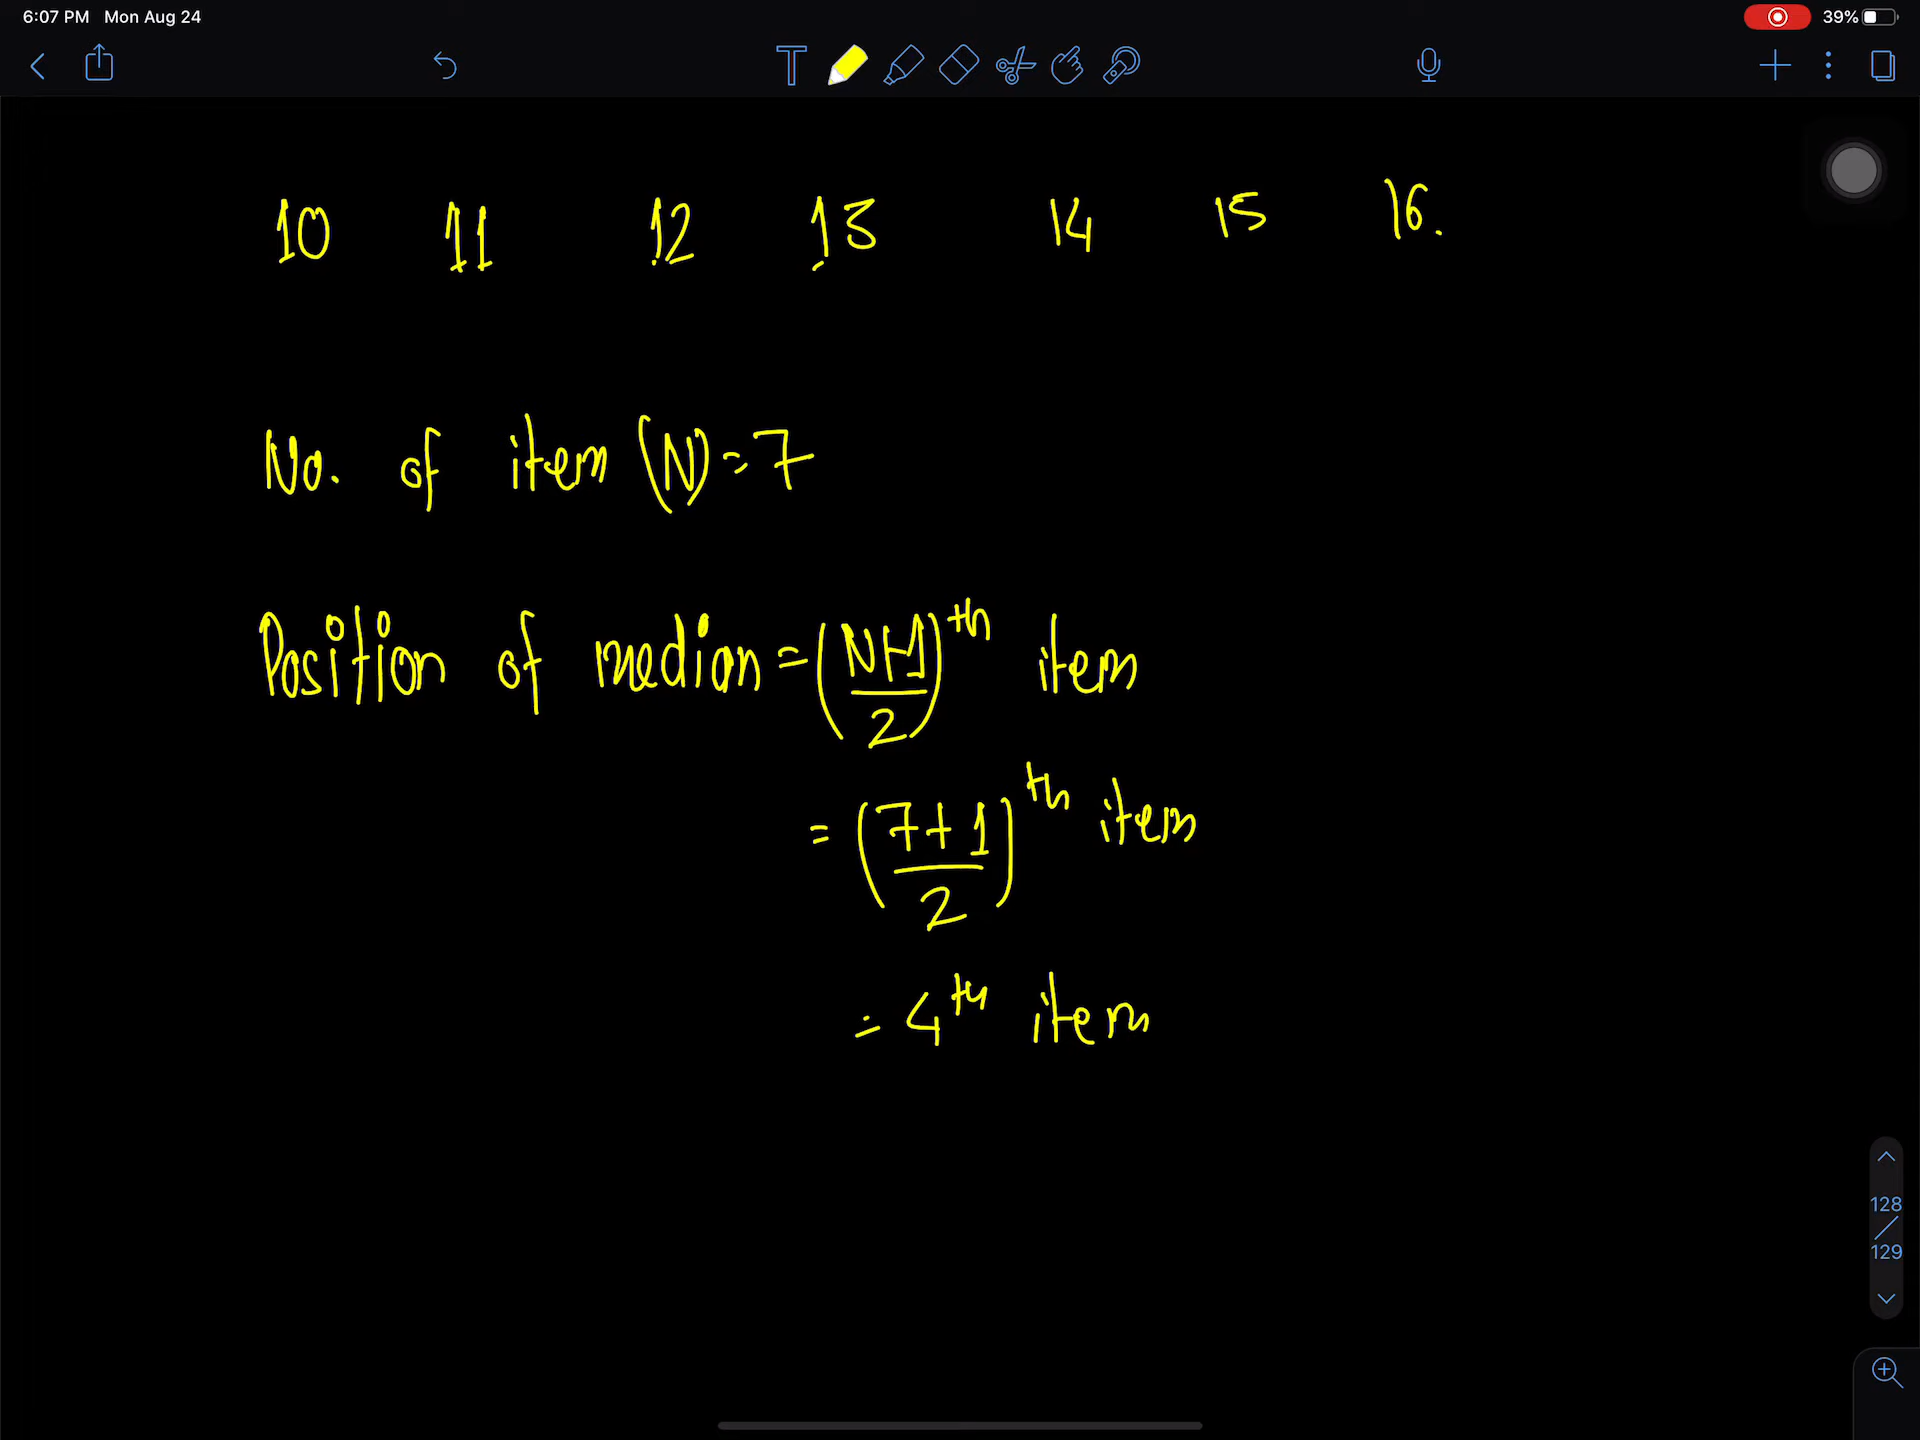 6:07 PM Mon Aug 24 39%
10 11 12 13 14 15 16.
No. of item (N) = 7
Position of median = (N+1/2)th item
= (7+1/2)th item
= 4th item
128
129